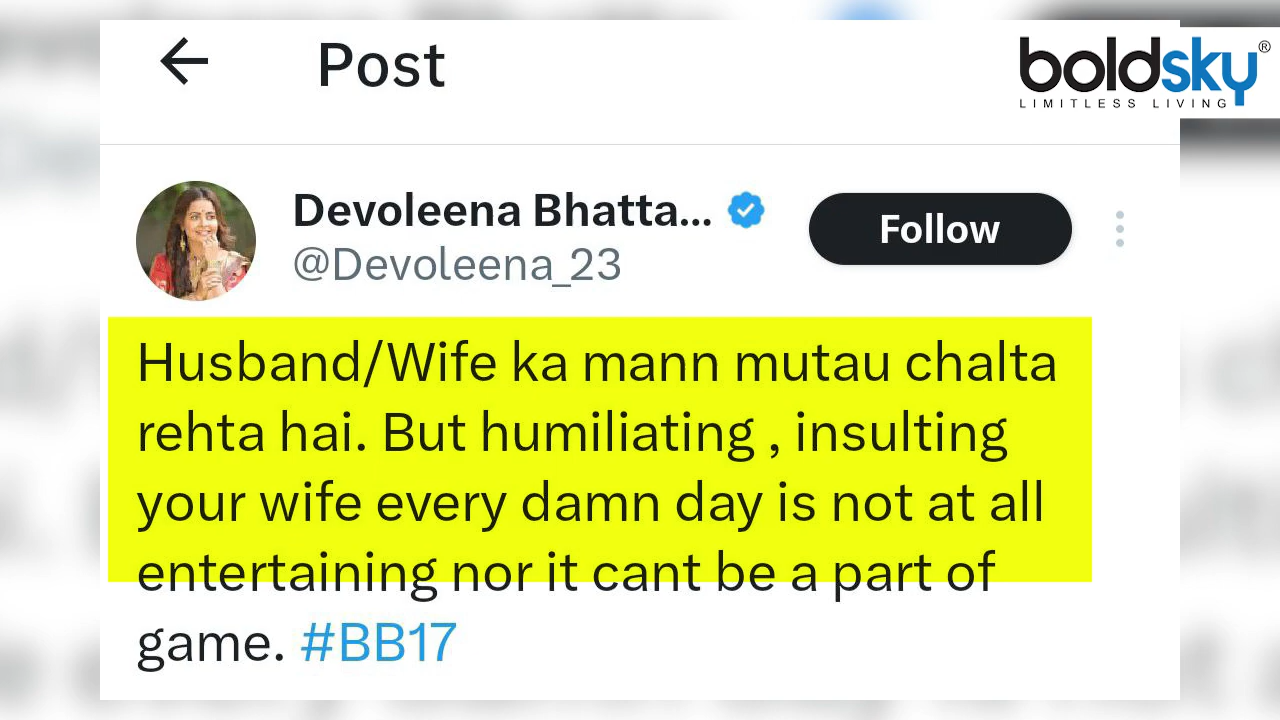 Post
boldsky®
LIMITLESS LIVING
Devoleena Bhatta...
@Devoleena_23
Follow
Husband/Wife ka mann mutau chalta
rehta hai. But humiliating , insulting
your wife every damn day is not at all
entertaining nor it cant be a part of
game. #BB17